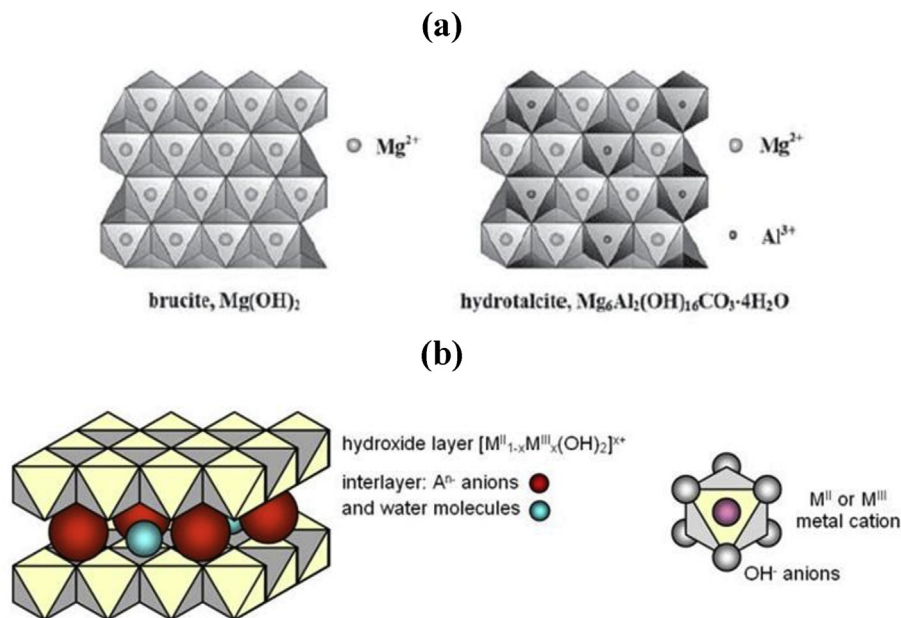 (a)
Mg²⁺
Mg²⁺
Al³⁺
brucite, Mg(OH)₂
hydrotalcite, Mg₆Al₂(OH)₁₆CO₃·4H₂O
(b)
hydroxide layer [Mᴵᴵ₁₋ₓMᴵᴵᴵₓ(OH)₂]ˣ⁺
interlayer: Aⁿ⁻ anions
and water molecules
Mᴵᴵ or Mᴵᴵᴵ
metal cation
OH⁻ anions